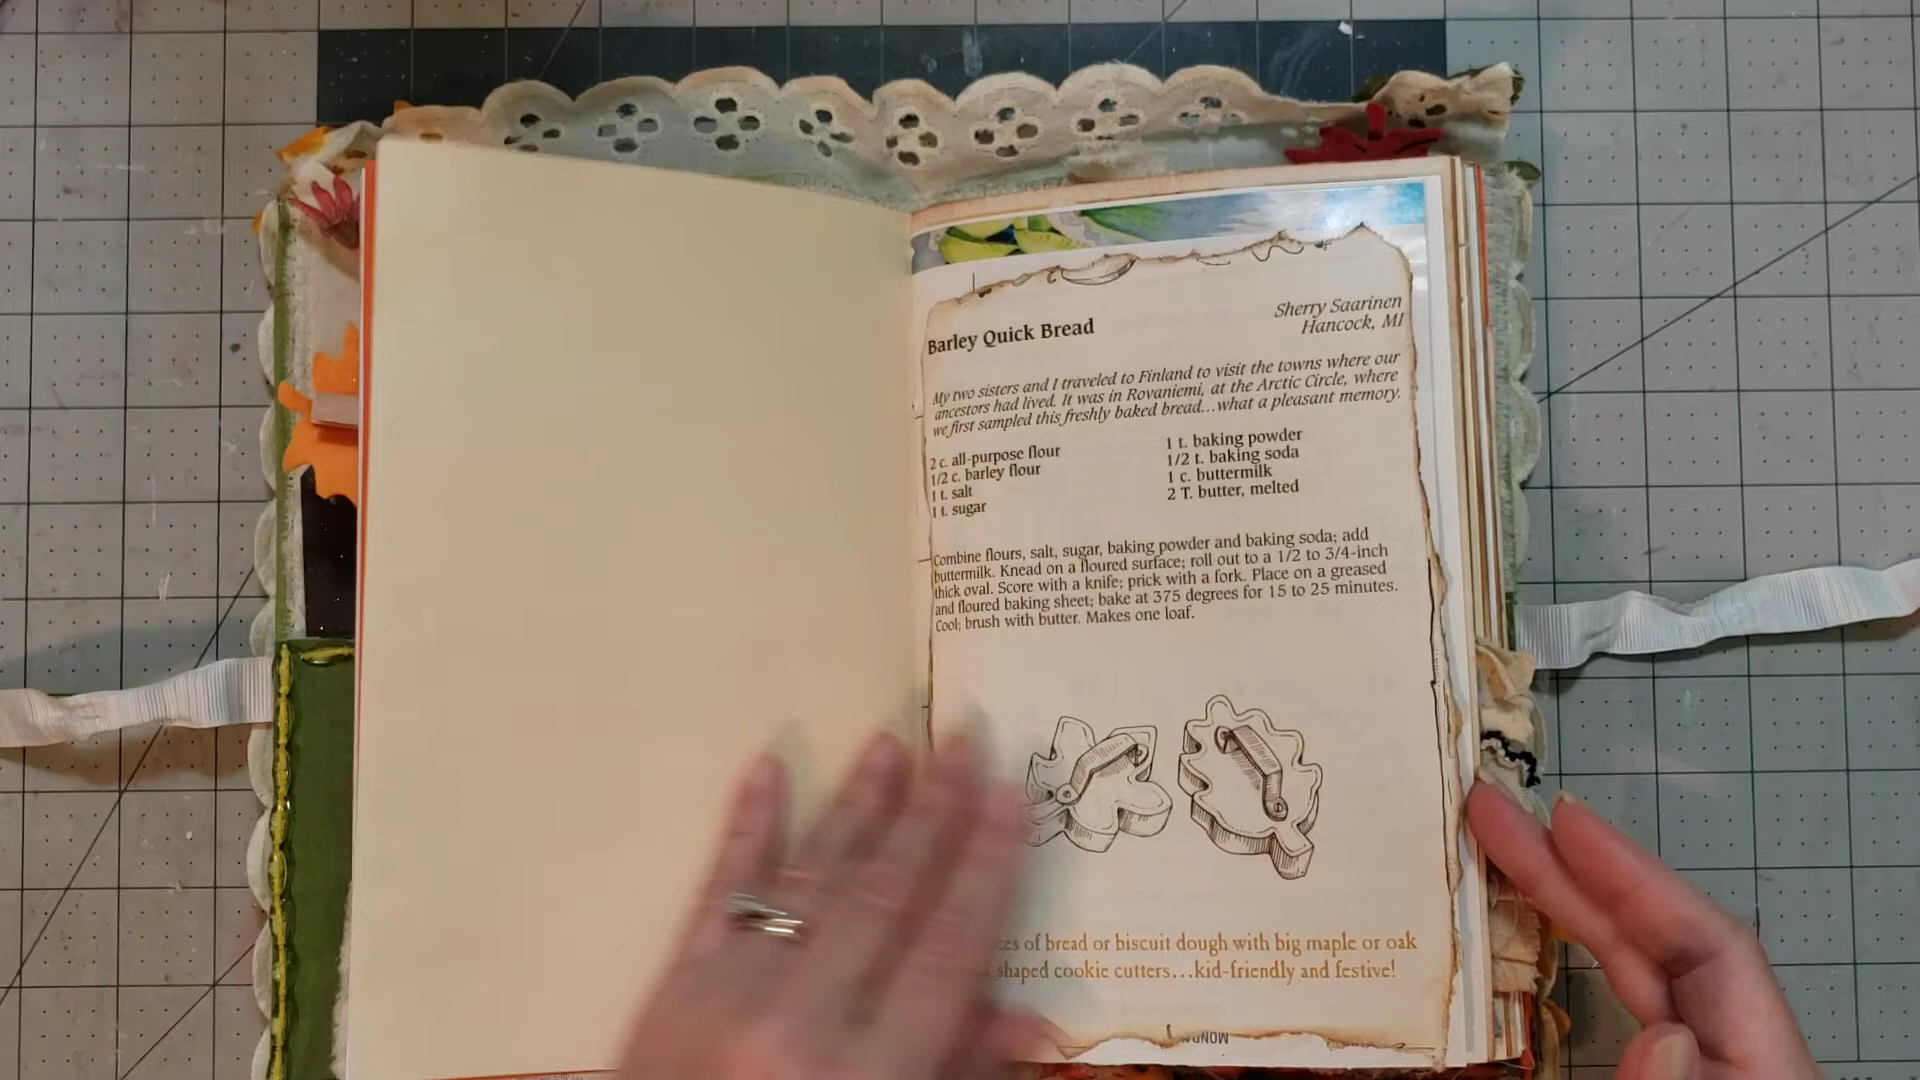 Barley Quick Bread
Sherry Saarinen
Hancock, MI
My two sisters and I traveled to Finland to visit the towns where our
ancestors had lived. It was in Rovaniemi, at the Arctic Circle, where
we first sampled this freshly baked bread...what a pleasant memory.
2 c. all-purpose flour
1/2 c. barley flour
1 t. salt
1 t. sugar
1 t. baking powder
1/2 t. baking soda
1 c. buttermilk
2 T. butter, melted
Combine flours, salt, sugar, baking powder and baking soda; add
buttermilk. Knead on a floured surface; roll out to a 1/2 to 3/4-inch
thick oval. Score with a knife; prick with a fork. Place on a greased
and floured baking sheet; bake at 375 degrees for 15 to 25 minutes.
Cool; brush with butter. Makes one loaf.
of bread or biscuit dough with big maple or oak
shaped cookie cutters...kid-friendly and festive!